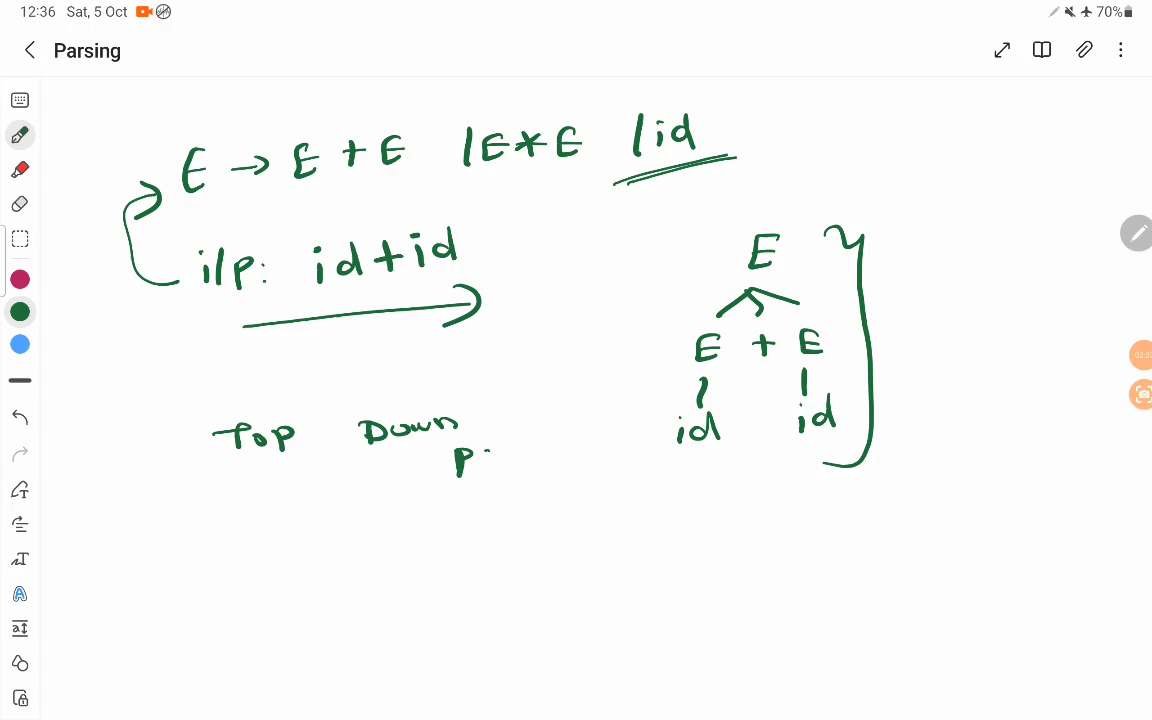 12:36 Sat, 5 Oct 70%
Parsing
E → E + E | E * E | id
i/p: id + id
E
E + E
id id
Top Down
P